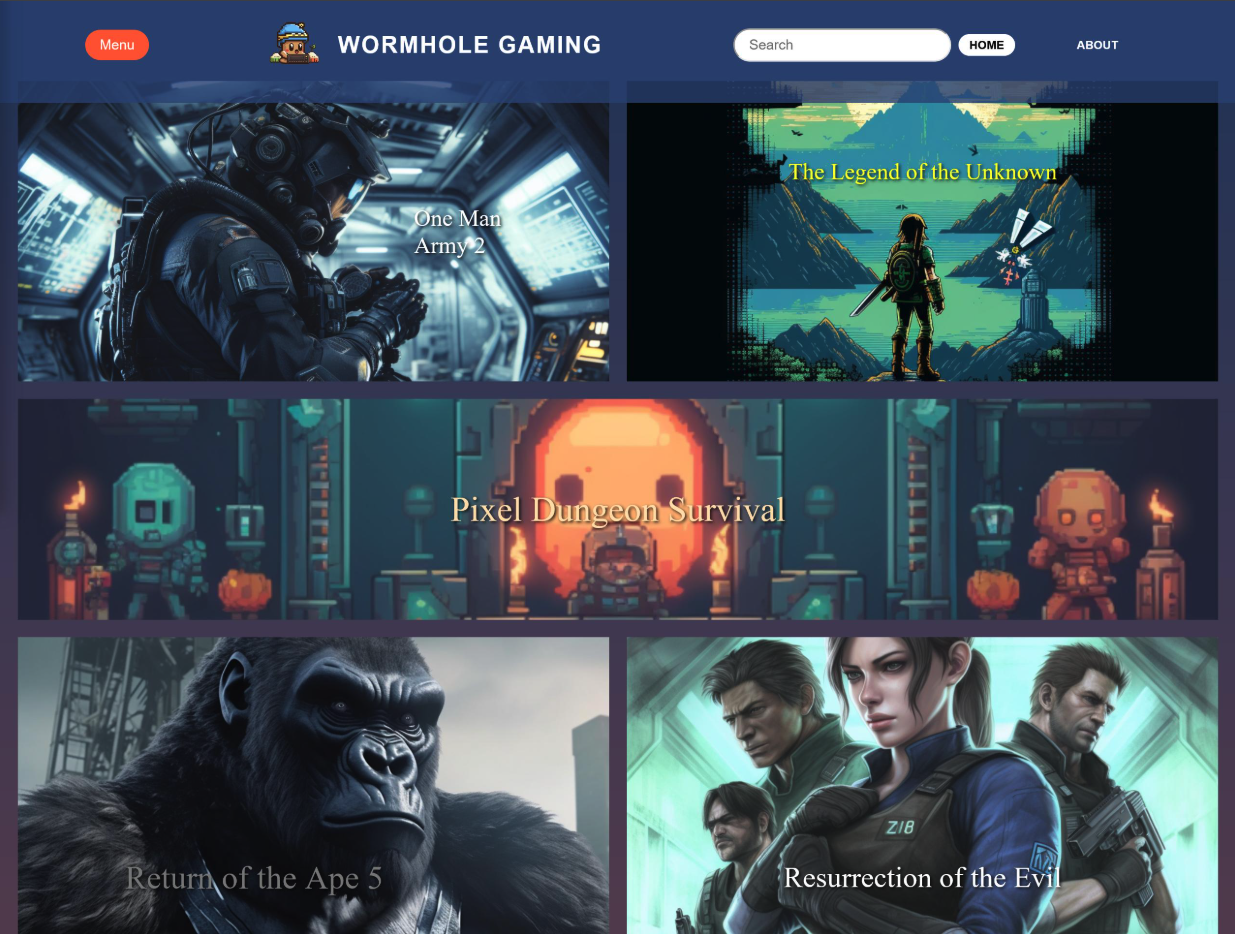 Menu
WORMHOLE GAMING
Search
HOME
ABOUT
One Man
Army 2
The Legend of the Unknown
Pixel Dungeon Survival
Return of the Ape 5
Resurrection of the Evil
Z/8